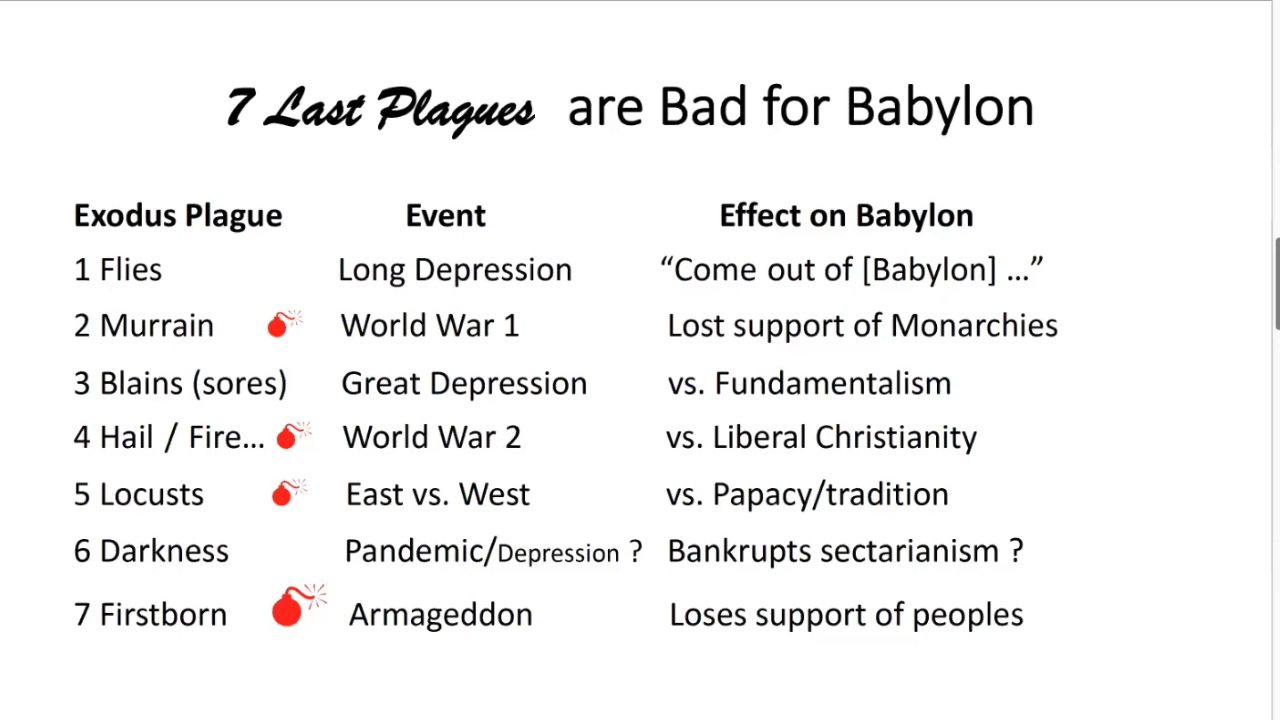 7 Last Plagues are Bad for Babylon
Exodus Plague Event Effect on Babylon
1 Flies Long Depression “Come out of [Babylon] …”
2 Murrain World War 1 Lost support of Monarchies
3 Blains (sores) Great Depression vs. Fundamentalism
4 Hail / Fire… World War 2 vs. Liberal Christianity
5 Locusts East vs. West vs. Papacy/tradition
6 Darkness Pandemic/Depression ? Bankrupts sectarianism ?
7 Firstborn Armageddon Loses support of peoples